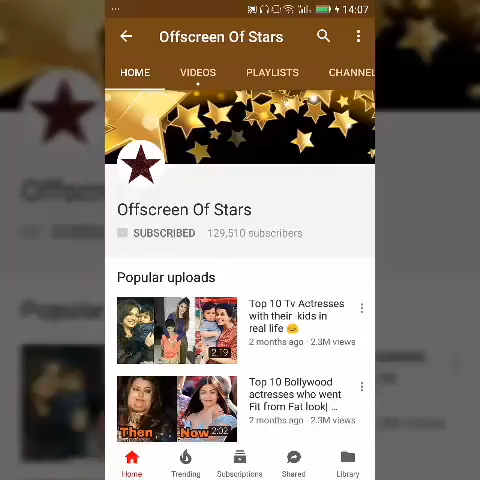 14:07
Offscreen Of Stars
HOME VIDEOS PLAYLISTS CHANNEL
Offscreen Of Stars
SUBSCRIBED 129,510 subscribers
Popular uploads
Top 10 Tv Actresses
with their kids in
real life 😊
2 months ago · 2.3M views
2:19
Top 10 Bollywood
actresses who went
Fit from Fat look| ...
2 months ago · 2.3M views
Then Now 2:02
Home Trending Subscriptions Shared Library